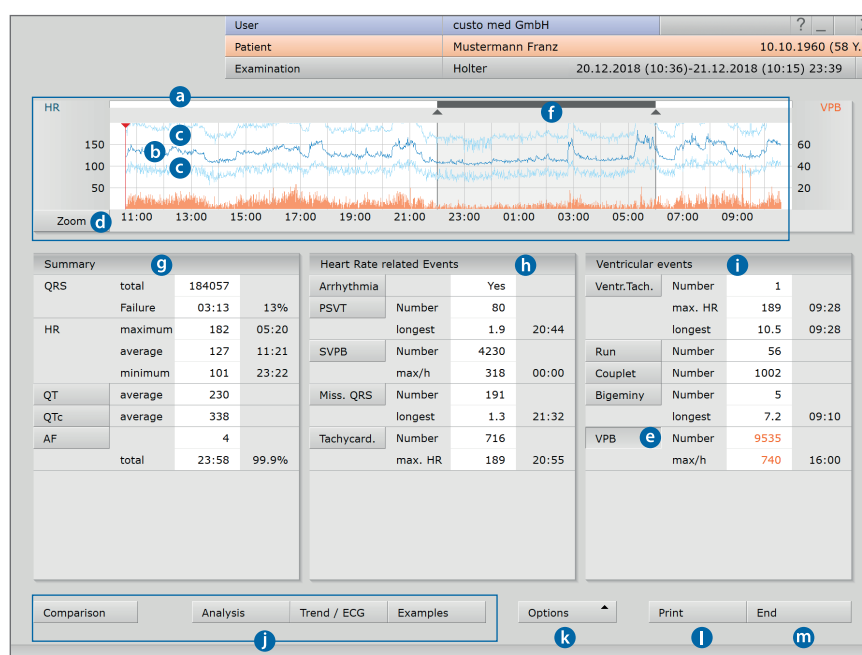 User custo med GmbH ? _
Patient Mustermann Franz 10.10.1960 (58 Y.
Examination Holter 20.12.2018 (10:36)-21.12.2018 (10:15) 23:39
a
HR f VPB
c
150 b 60
100 c 40
50 20
Zoom d 11:00 13:00 15:00 17:00 19:00 21:00 23:00 01:00 03:00 05:00 07:00 09:00
Summary g Heart Rate related Events h Ventricular events i
QRS total 184057 Arrhythmia Yes Ventr.Tach. Number 1
Failure 03:13 13% PSVT Number 80 max. HR 189 09:28
HR maximum 182 05:20 longest 1.9 20:44 longest 10.5 09:28
average 127 11:21 SVPB Number 4230 Run Number 56
minimum 101 23:22 max/h 318 00:00 Couplet Number 1002
QT average 230 Miss. QRS Number 191 Bigeminy Number 5
QTc average 338 longest 1.3 21:32 longest 7.2 09:10
AF 4 Tachycard. Number 716 VPB e Number 9535
total 23:58 99.9% max. HR 189 20:55 max/h 740 16:00
Comparison Analysis Trend / ECG Examples Options Print End
j k l m